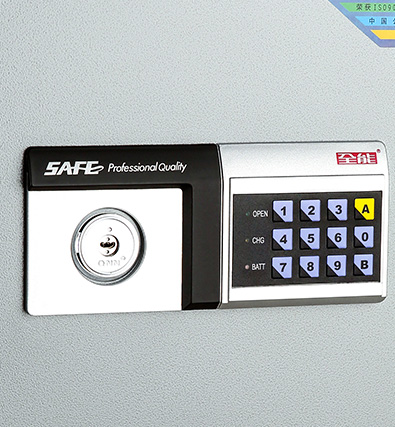 荣获ISO90
中国公
全能
SAFE Professional Quality
OPEN 1 2 3 A
CHG 4 5 6 0
BATT 7 8 9 B